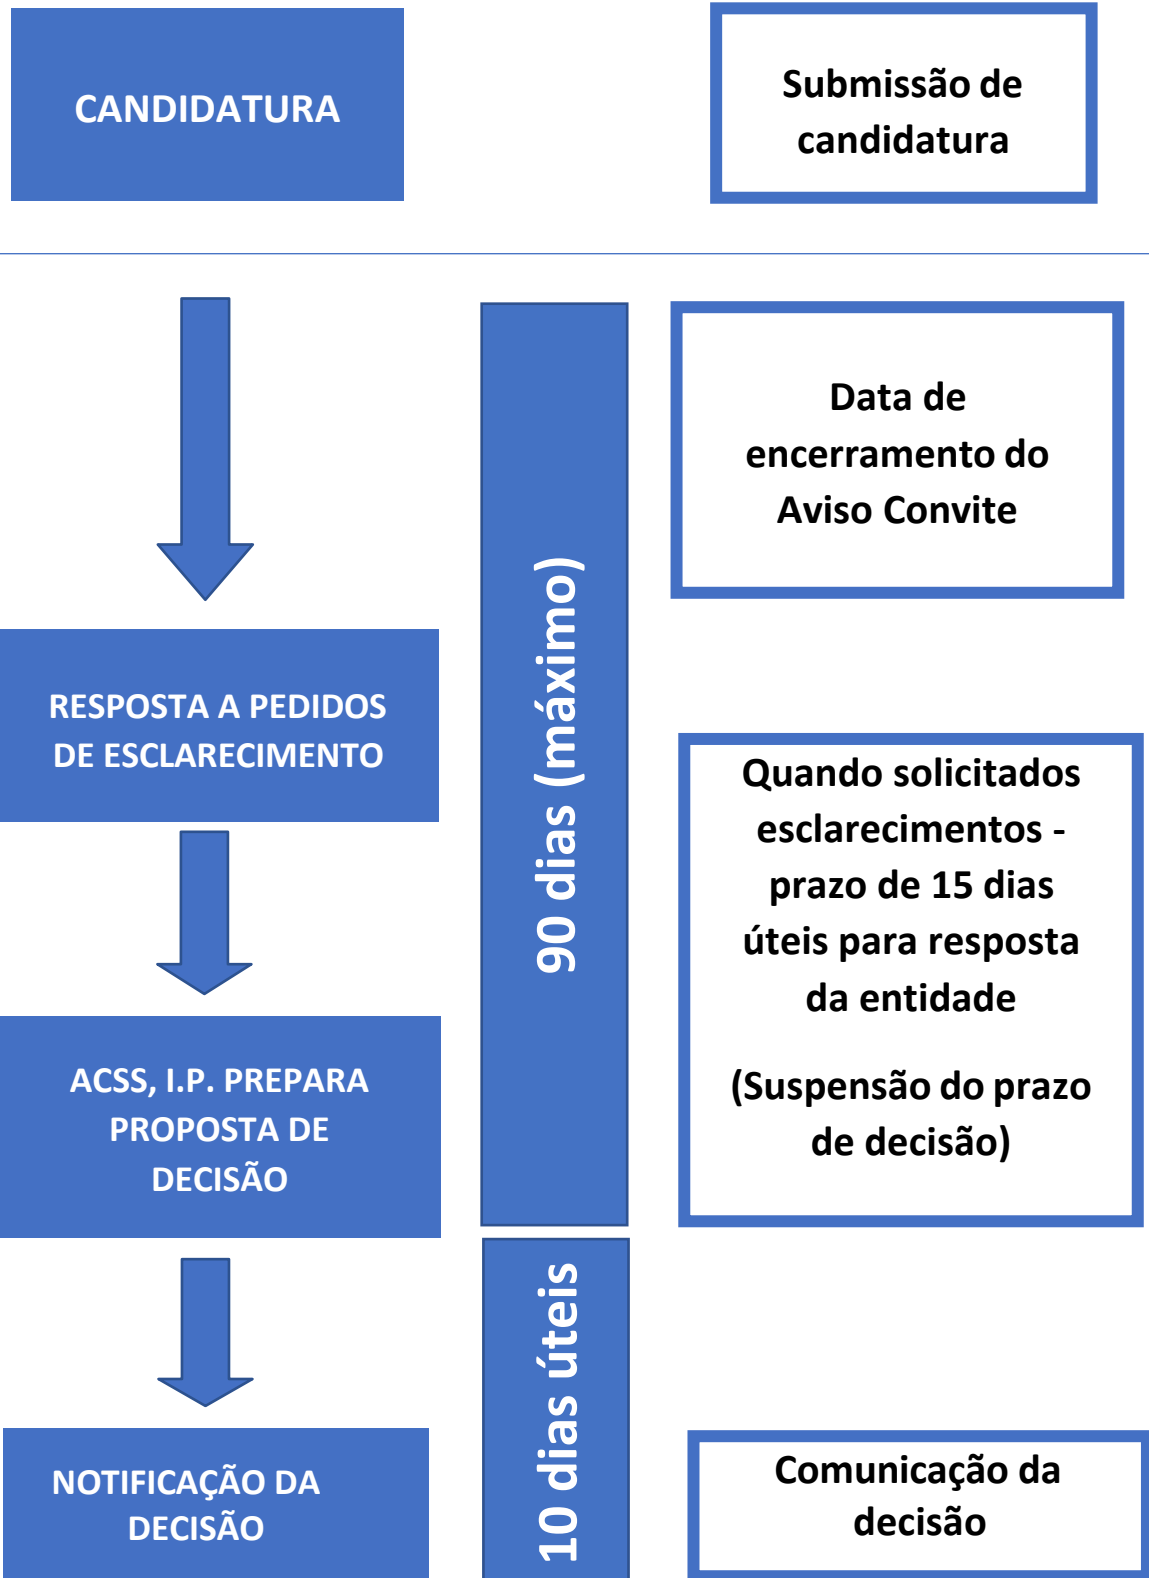 CANDIDATURA
Submissão de
candidatura
Data de
encerramento do
Aviso Convite
90 dias (máximo)
RESPOSTA A PEDIDOS
DE ESCLARECIMENTO
Quando solicitados
esclarecimentos -
prazo de 15 dias
úteis para resposta
da entidade
(Suspensão do prazo
de decisão)
ACSS, I.P. PREPARA
PROPOSTA DE
DECISÃO
10 dias úteis
NOTIFICAÇÃO DA
DECISÃO
Comunicação da
decisão